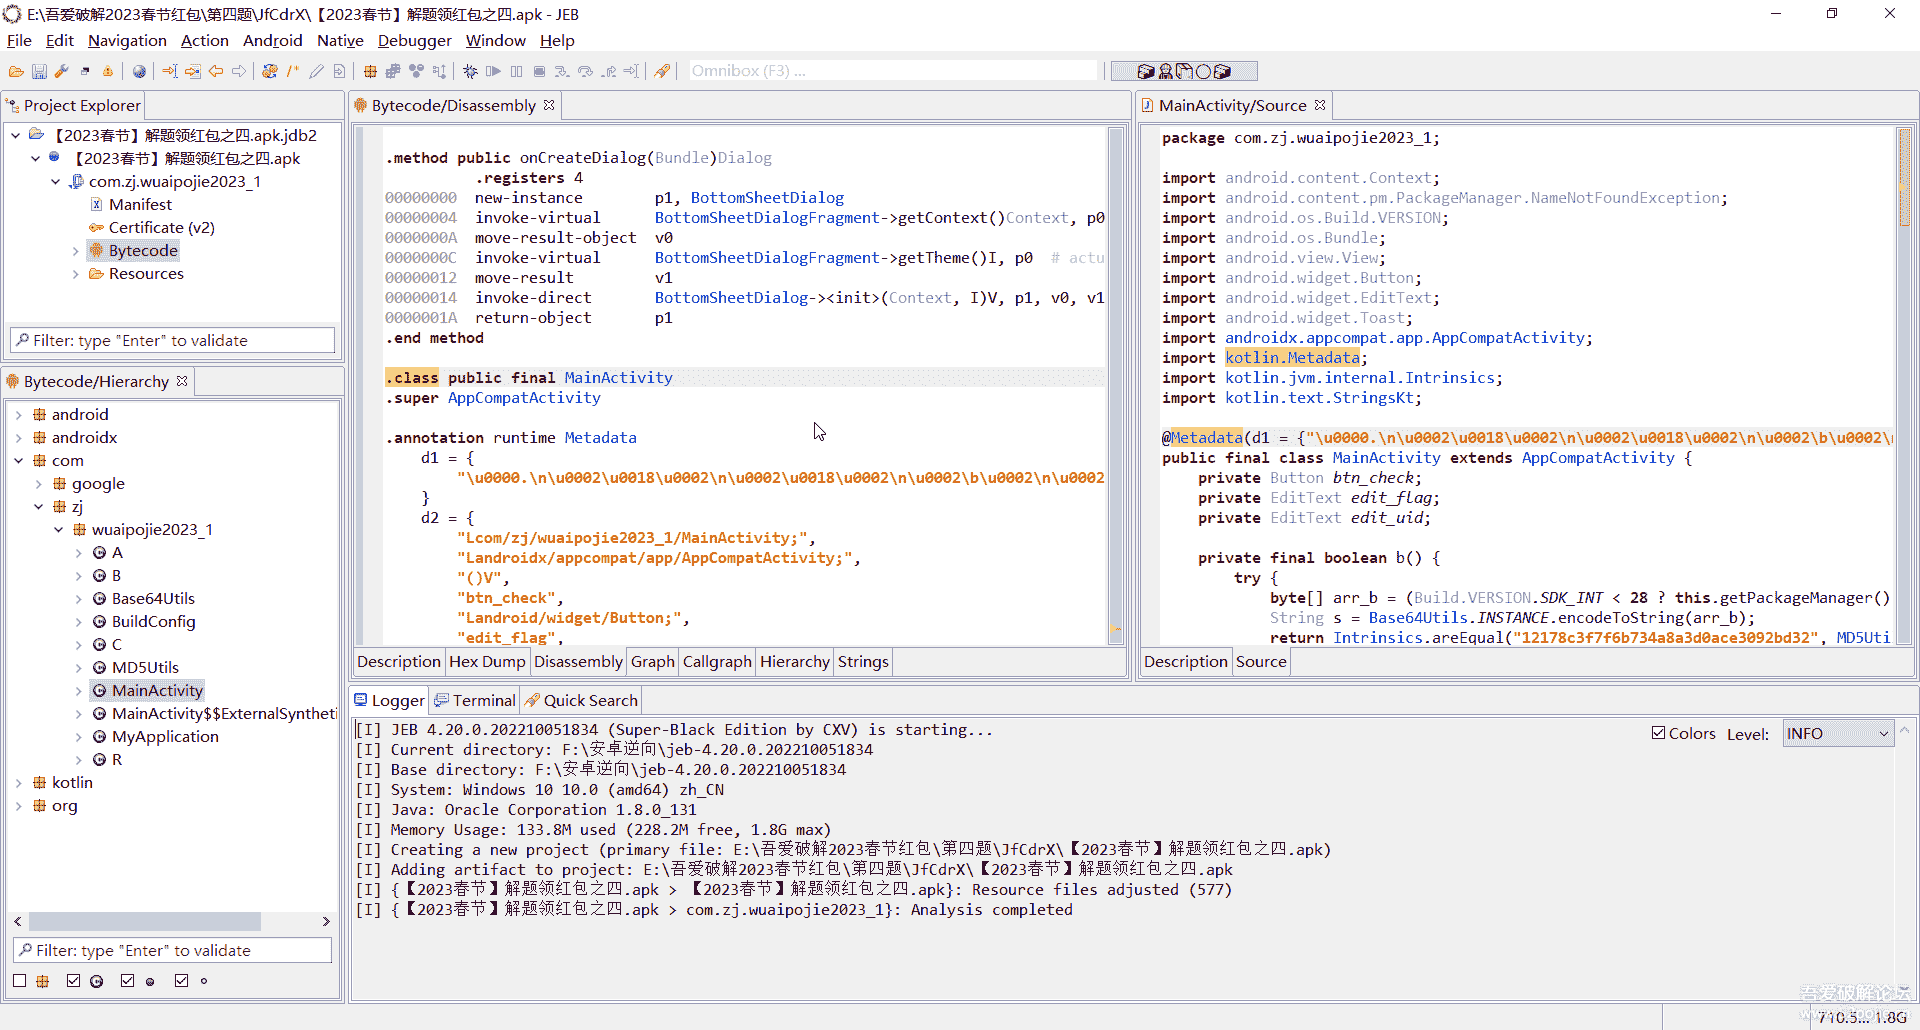 E:\吾爱破解2023春节红包\第四题\JfCdrX\【2023春节】解题领红包之四.apk - JEB
File Edit Navigation Action Android Native Debugger Window Help
Omnibox (F3) ...
Project Explorer
【2023春节】解题领红包之四.apk.jdb2
【2023春节】解题领红包之四.apk
com.zj.wuaipojie2023_1
Manifest
Certificate (v2)
Bytecode
Resources
Filter: type "Enter" to validate
Bytecode/Hierarchy
android
androidx
com
google
zj
wuaipojie2023_1
A
B
Base64Utils
BuildConfig
C
MD5Utils
MainActivity
MainActivity$$ExternalSyntheti
MyApplication
R
kotlin
org
Filter: type "Enter" to validate
Bytecode/Disassembly
.method public onCreateDialog(Bundle)Dialog
.registers 4
00000000 new-instance p1, BottomSheetDialog
00000004 invoke-virtual BottomSheetDialogFragment->getContext()Context, p0
0000000A move-result-object v0
0000000C invoke-virtual BottomSheetDialogFragment->getTheme()I, p0 # actu
00000012 move-result v1
00000014 invoke-direct BottomSheetDialog-><init>(Context, I)V, p1, v0, v1
0000001A return-object p1
.end method
.class public final MainActivity
.super AppCompatActivity
.annotation runtime Metadata
d1 = {
"\u0000.\n\u0002\u0018\u0002\n\u0002\u0018\u0002\n\u0002\b\u0002\n\u0002
}
d2 = {
"Lcom/zj/wuaipojie2023_1/MainActivity;",
"Landroidx/appcompat/app/AppCompatActivity;",
"()V",
"btn_check",
"Landroid/widget/Button;",
"edit_flag",
Description Hex Dump Disassembly Graph Callgraph Hierarchy Strings
MainActivity/Source
package com.zj.wuaipojie2023_1;
import android.content.Context;
import android.content.pm.PackageManager.NameNotFoundException;
import android.os.Build.VERSION;
import android.os.Bundle;
import android.view.View;
import android.widget.Button;
import android.widget.EditText;
import android.widget.Toast;
import androidx.appcompat.app.AppCompatActivity;
import kotlin.Metadata;
import kotlin.jvm.internal.Intrinsics;
import kotlin.text.StringsKt;
@Metadata(d1 = {"\u0000.\n\u0002\u0018\u0002\n\u0002\u0018\u0002\n\u0002\b\u0002\n
public final class MainActivity extends AppCompatActivity {
private Button btn_check;
private EditText edit_flag;
private EditText edit_uid;
private final boolean b() {
try {
byte[] arr_b = (Build.VERSION.SDK_INT < 28 ? this.getPackageManager()
String s = Base64Utils.INSTANCE.encodeToString(arr_b);
return Intrinsics.areEqual("12178c3f7f6b734a8a3d0ace3092bd32", MD5Uti
Description Source
Logger Terminal Quick Search
[I] JEB 4.20.0.202210051834 (Super-Black Edition by CXV) is starting...
[I] Current directory: F:\安卓逆向\jeb-4.20.0.202210051834
[I] Base directory: F:\安卓逆向\jeb-4.20.0.202210051834
[I] System: Windows 10 10.0 (amd64) zh_CN
[I] Java: Oracle Corporation 1.8.0_131
[I] Memory Usage: 133.8M used (228.2M free, 1.8G max)
[I] Creating a new project (primary file: E:\吾爱破解2023春节红包\第四题\JfCdrX\【2023春节】解题领红包之四.apk)
[I] Adding artifact to project: E:\吾爱破解2023春节红包\第四题\JfCdrX\【2023春节】解题领红包之四.apk
[I] {【2023春节】解题领红包之四.apk > 【2023春节】解题领红包之四.apk}: Resource files adjusted (577)
[I] {【2023春节】解题领红包之四.apk > com.zj.wuaipojie2023_1}: Analysis completed
Colors Level: INFO
吾爱破解论坛
710.5... 1.8G